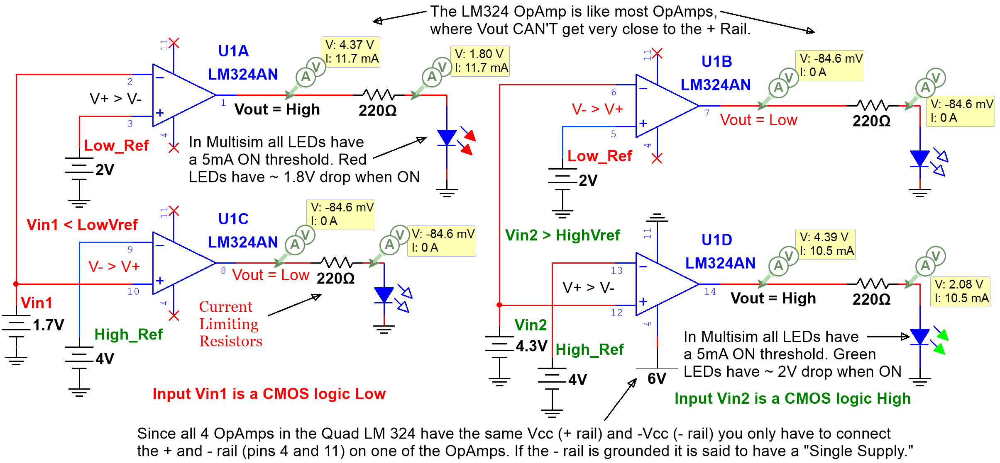 The LM324 OpAmp is like most OpAmps,
where Vout CAN'T get very close to the + Rail.
11
U1A
LM324AN
V: 4.37 V
I: 11.7 mA
A
V
V: 1.80 V
I: 11.7 mA
A
V
2
V+ > V-
3
4
1
Vout = High
220Ω
Low_Ref
2V
In Multisim all LEDs have
a 5mA ON threshold. Red
LEDs have ~ 1.8V drop when ON
11
U1B
LM324AN
V: -84.6 mV
I: 0 A
A
V
A
V
V: -84.6 mV
I: 0 A
6
V- > V+
5
4
7
Vout = Low
220Ω
Low_Ref
2V
Vin1 < LowVref
11
U1C
LM324AN
V: -84.6 mV
I: 0 A
A
V
V: -84.6 mV
I: 0 A
A
V
9
V- > V+
10
4
8
Vout = Low
220Ω
Vin1
1.7V
High_Ref
4V
Current
Limiting
Resistors
Input Vin1 is a CMOS logic Low
Vin2 > HighVref
11
U1D
LM324AN
V: 4.39 V
I: 10.5 mA
A
V
A
V
V: 2.08 V
I: 10.5 mA
13
V+ > V-
12
4
14
Vout = High
220Ω
Vin2
4.3V
High_Ref
4V
6V
In Multisim all LEDs have
a 5mA ON threshold. Green
LEDs have ~ 2V drop when ON
Input Vin2 is a CMOS logic High
Since all 4 OpAmps in the Quad LM 324 have the same Vcc (+ rail) and -Vcc (- rail) you only have to connect
the + and - rail (pins 4 and 11) on one of the OpAmps. If the - rail is grounded it is said to have a "Single Supply."